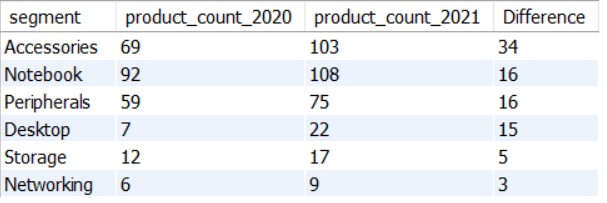 segment product_count_2020 product_count_2021 Difference
Accessories 69 103 34
Notebook 92 108 16
Peripherals 59 75 16
Desktop 7 22 15
Storage 12 17 5
Networking 6 9 3